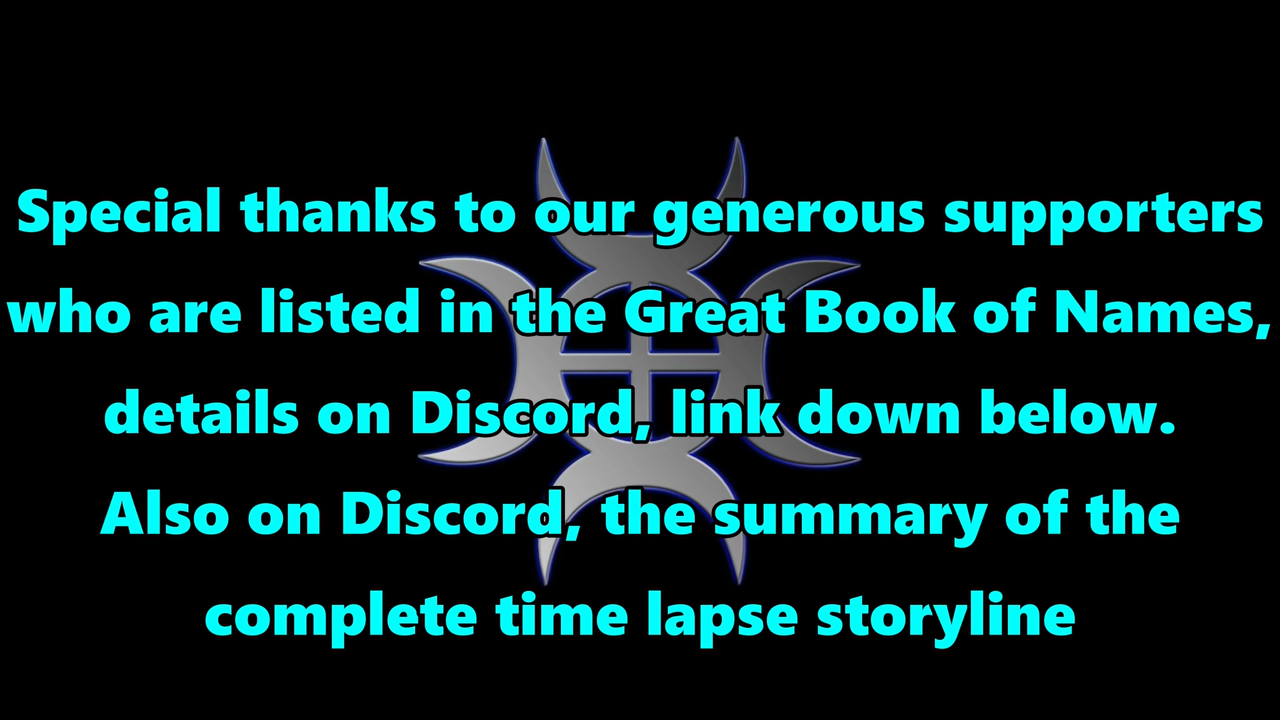 Special thanks to our generous supporters
who are listed in the Great Book of Names,
details on Discord, link down below.
Also on Discord, the summary of the
complete time lapse storyline